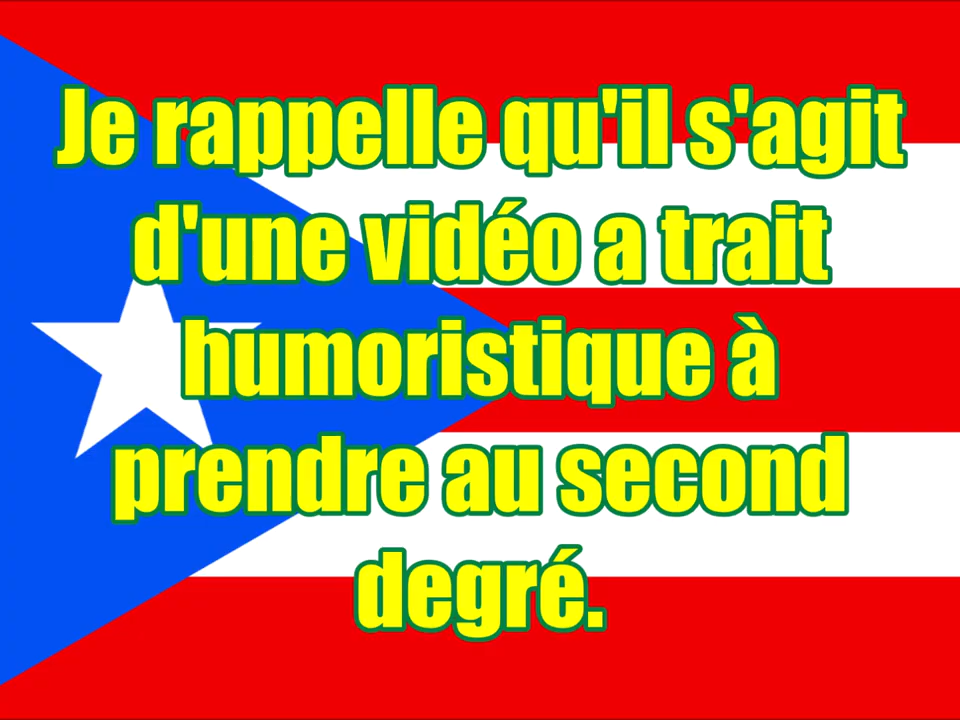 Je rappelle qu'il s'agit
d'une vidéo a trait
humoristique à
prendre au second
degré.